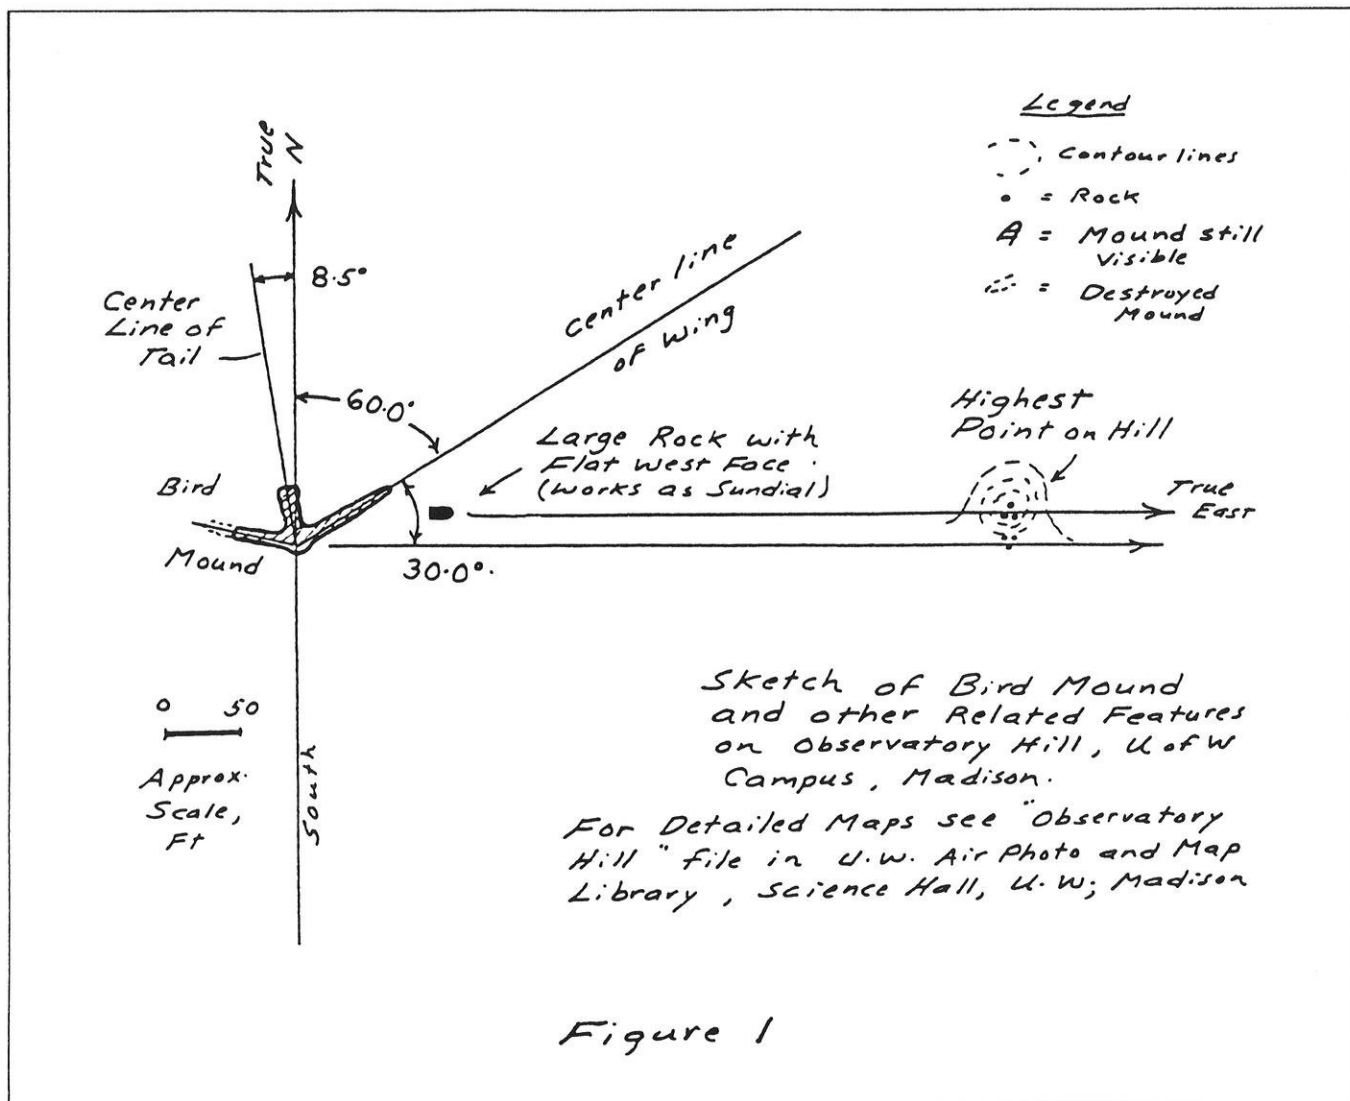 True
N
Legend
Contour lines
• = Rock
= Mound still
Visible
= Destroyed
Mound
8.5°
Center
Line of
Tail
Center line
of wing
60.0°
Highest
Point on Hill
Large Rock with
Flat West Face.
(Works as Sundial)
True
East
Bird
Mound
30.0°.
0 50
Approx.
Scale,
Ft
South
Sketch of Bird Mound
and other Related Features
on Observatory Hill, U of W
Campus, Madison.
For Detailed Maps see "Observatory
Hill" file in U.W. Air Photo and Map
Library, Science Hall, U.W; Madison
Figure 1